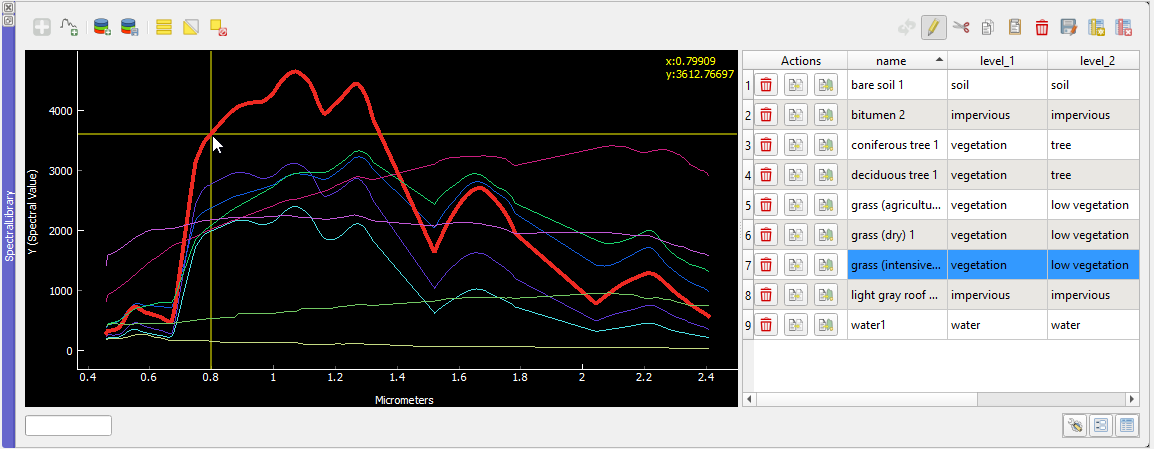 SpectralLibrary
x:0.79909
y:3612.76697
Y (Spectral Value)
4000
3000
2000
1000
0
0.4 0.6 0.8 1 1.2 1.4 1.6 1.8 2 2.2 2.4
Micrometers
Actions name level_1 level_2
1 bare soil 1 soil soil
2 bitumen 2 impervious impervious
3 coniferous tree 1 vegetation tree
4 deciduous tree 1 vegetation tree
5 grass (agricultu... vegetation low vegetation
6 grass (dry) 1 vegetation low vegetation
7 grass (intensive... vegetation low vegetation
8 light gray roof ... impervious impervious
9 water1 water water